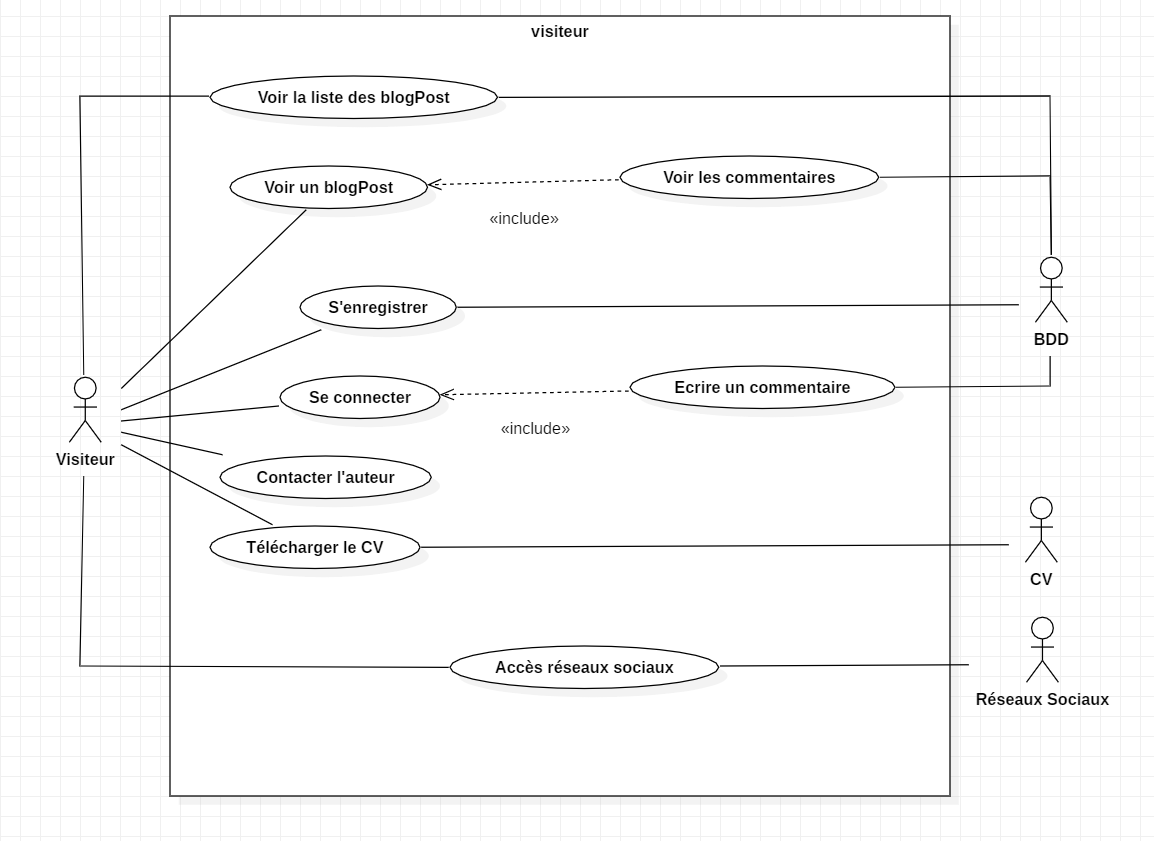 visiteur
Voir la liste des blogPost
Voir un blogPost
Voir les commentaires
«include»
S'enregistrer
BDD
Se connecter
Ecrire un commentaire
«include»
Visiteur
Contacter l'auteur
Télécharger le CV
CV
Accès réseaux sociaux
Réseaux Sociaux